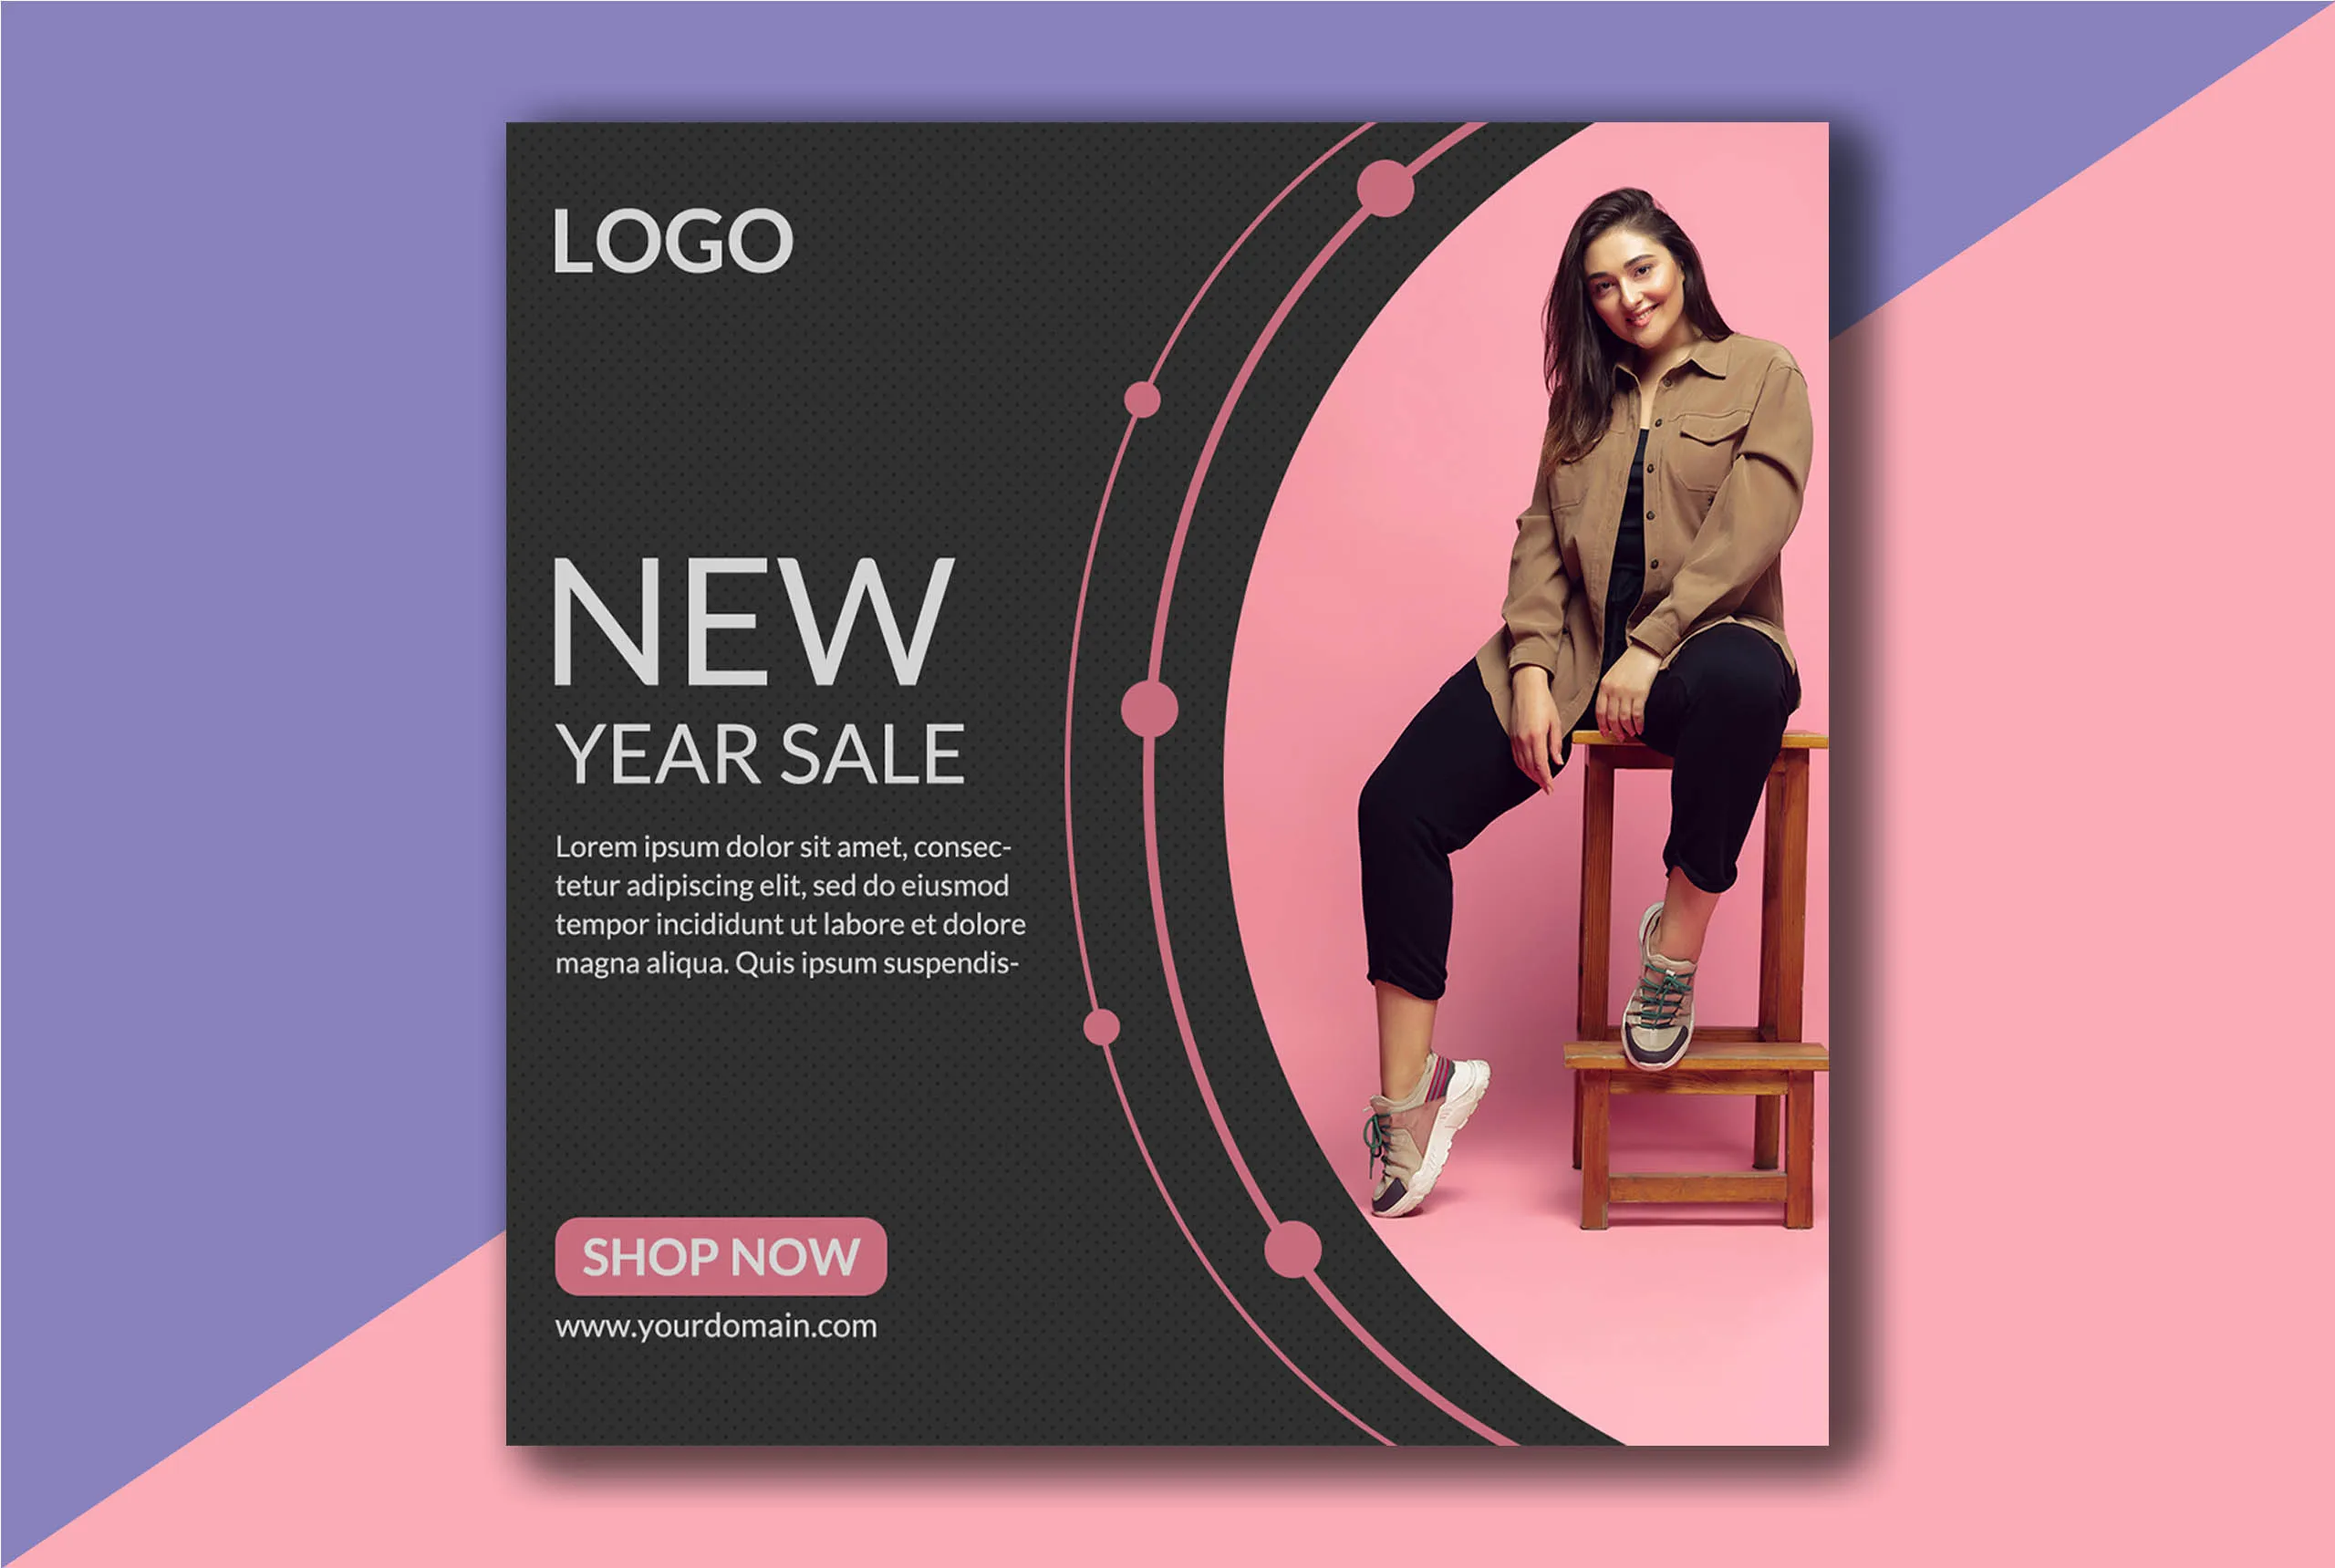 LOGO
NEW
YEAR SALE
Lorem ipsum dolor sit amet, consec-
tetur adipiscing elit, sed do eiusmod
tempor incididunt ut labore et dolore
magna aliqua. Quis ipsum suspendis-
SHOP NOW
www.yourdomain.com